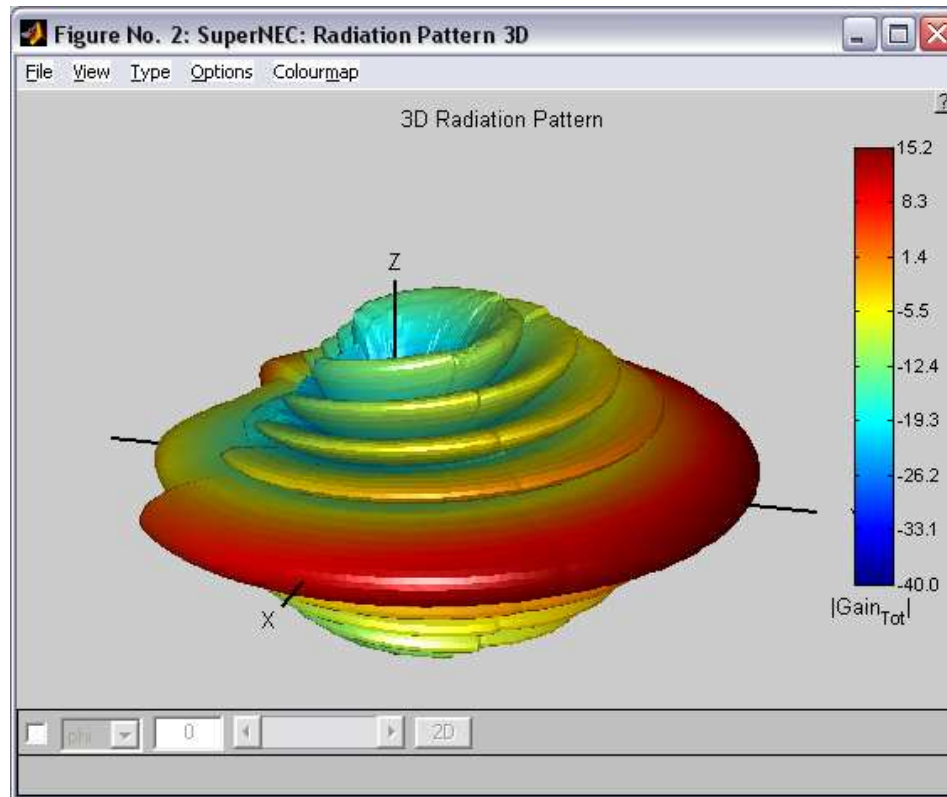 Figure No. 2: SuperNEC: Radiation Pattern 3D
File View Type Options Colourmap
?
3D Radiation Pattern
15.2
8.3
1.4
-5.5
-12.4
-19.3
-26.2
-33.1
-40.0
|Gain_Tot|
Z
X
phi
0
2D